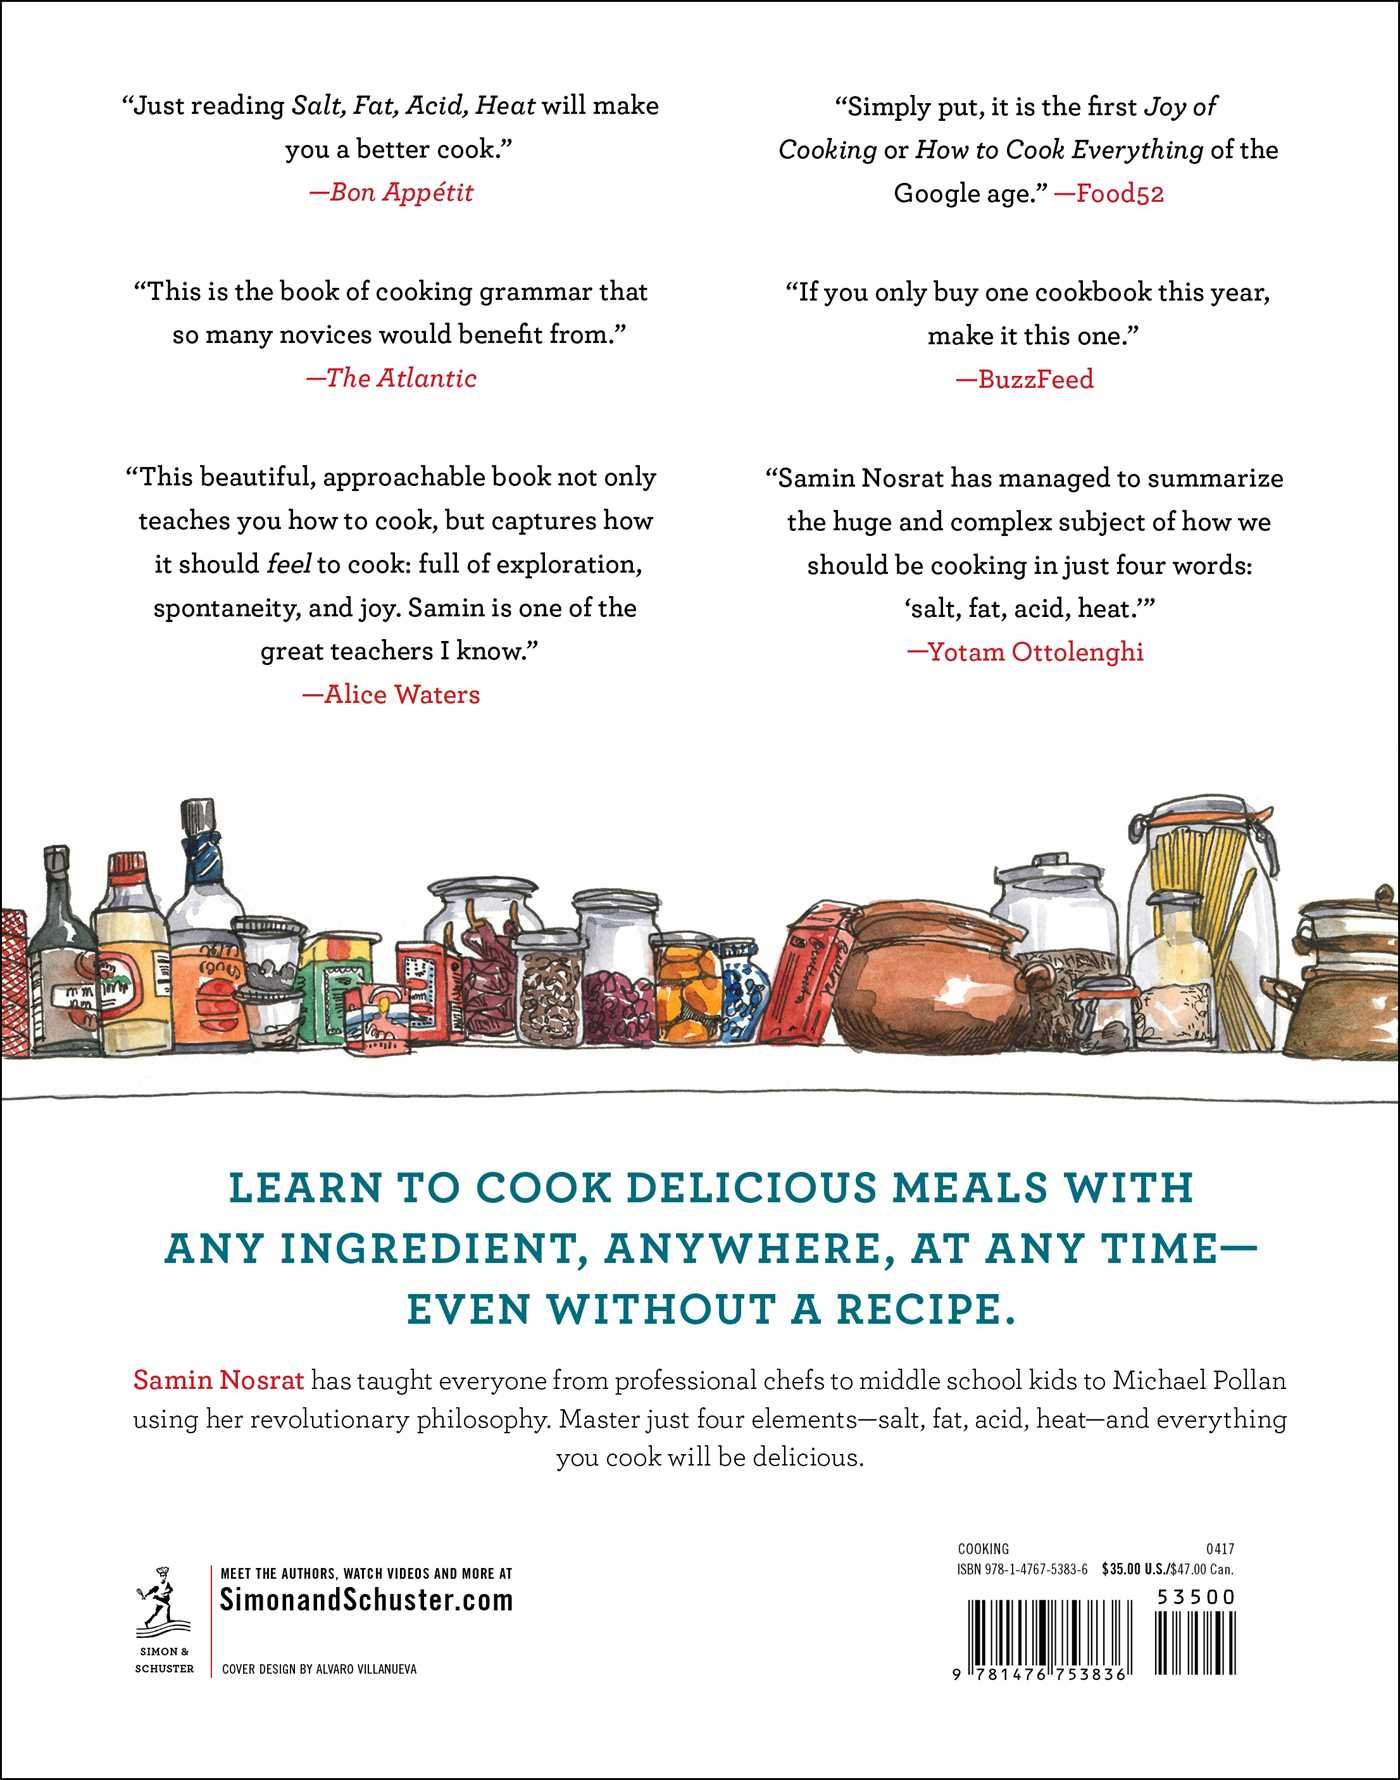 “Just reading Salt, Fat, Acid, Heat will make
you a better cook.”
—Bon Appétit
“This is the book of cooking grammar that
so many novices would benefit from.”
—The Atlantic
“This beautiful, approachable book not only
teaches you how to cook, but captures how
it should feel to cook: full of exploration,
spontaneity, and joy. Samin is one of the
great teachers I know.”
—Alice Waters
“Simply put, it is the first Joy of
Cooking or How to Cook Everything of the
Google age.” —Food52
“If you only buy one cookbook this year,
make it this one.”
—BuzzFeed
“Samin Nosrat has managed to summarize
the huge and complex subject of how we
should be cooking in just four words:
‘salt, fat, acid, heat.’”
—Yotam Ottolenghi
LEARN TO COOK DELICIOUS MEALS WITH
ANY INGREDIENT, ANYWHERE, AT ANY TIME—
EVEN WITHOUT A RECIPE.
Samin Nosrat has taught everyone from professional chefs to middle school kids to Michael Pollan
using her revolutionary philosophy. Master just four elements—salt, fat, acid, heat—and everything
you cook will be delicious.
SIMON &
SCHUSTER
MEET THE AUTHORS, WATCH VIDEOS AND MORE AT
SimonandSchuster.com
COVER DESIGN BY ALVARO VILLANUEVA
COOKING 0417
ISBN 978-1-4767-5383-6 $35.00 U.S./$47.00 Can.
53500
9 781476 753836